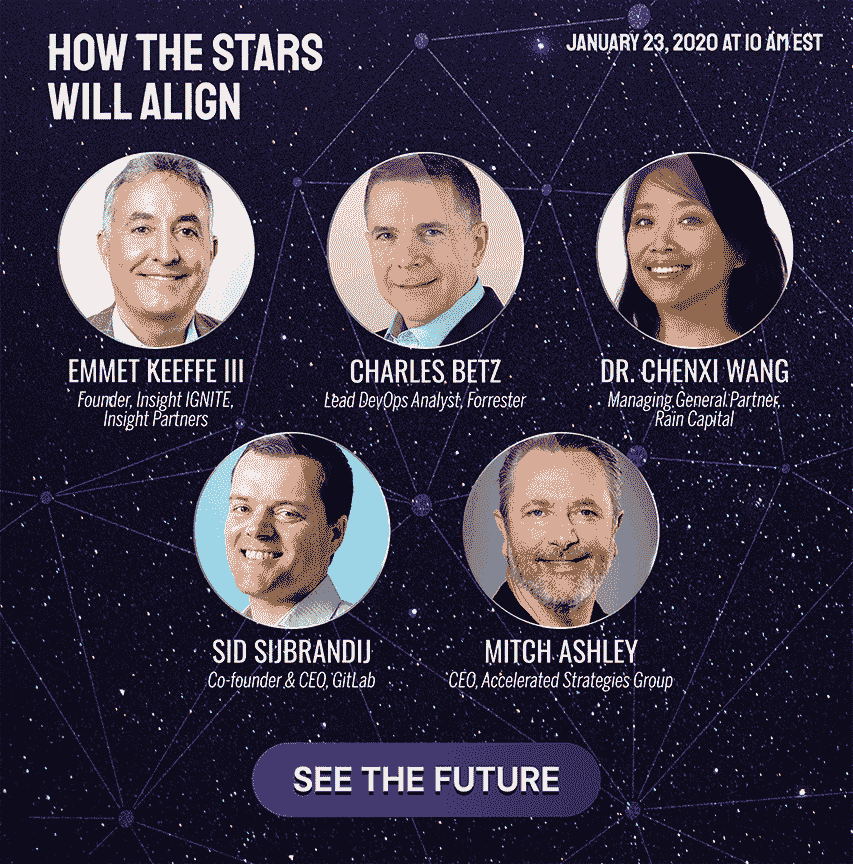 HOW THE STARS
WILL ALIGN
JANUARY 23, 2020 AT 10 AM EST
EMMET KEEFFE III
Founder, Insight IGNITE,
Insight Partners
CHARLES BETZ
Lead DevOps Analyst, Forrester
DR. CHENXI WANG
Managing General Partner,
Rain Capital
SID SIJBRANDIJ
Co-founder & CEO, GitLab
MITCH ASHLEY
CEO, Accelerated Strategies Group
SEE THE FUTURE